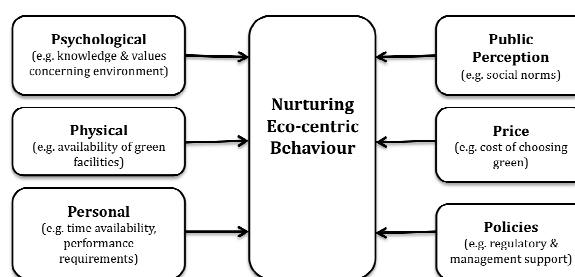 Psychological
(e.g. knowledge & values
concerning environment)
Physical
(e.g. availability of green
facilities)
Personal
(e.g. time availability,
performance
requirements)
Nurturing
Eco-centric
Behaviour
Public
Perception
(e.g. social norms)
Price
(e.g. cost of choosing
green)
Policies
(e.g. regulatory &
management support)